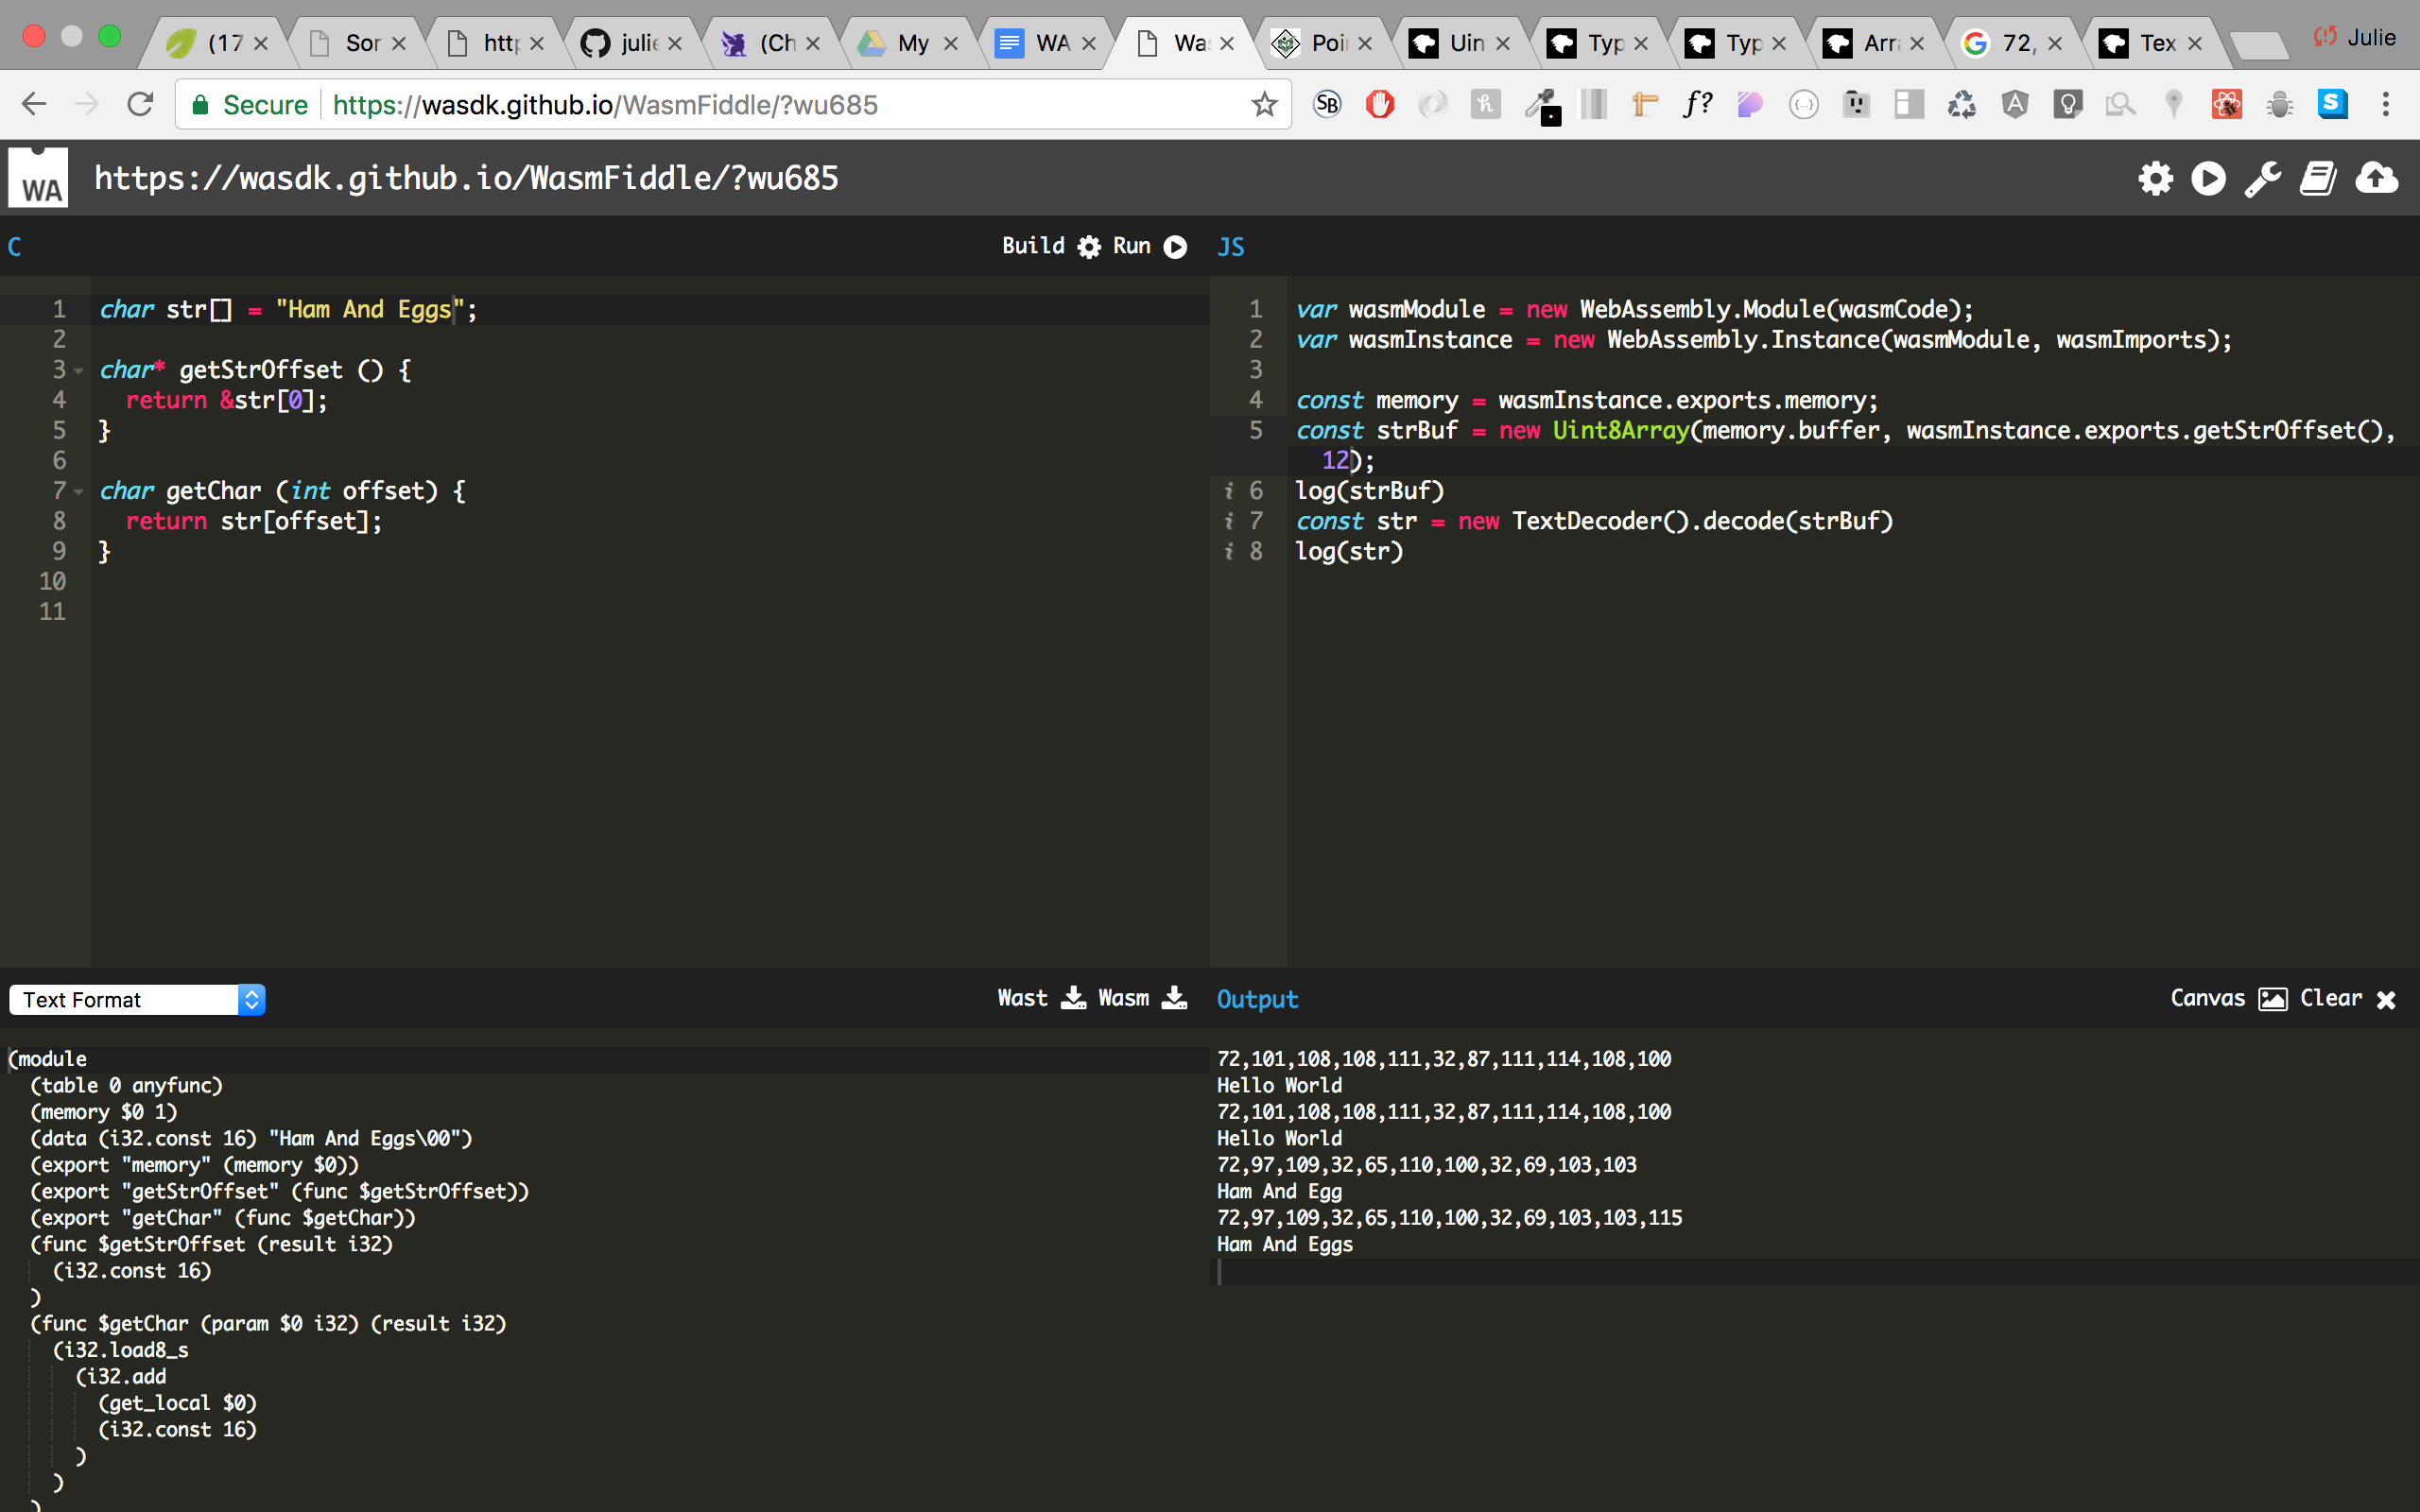 (17 Sor http julie (Ch My WA Was Poin Uin Typ Typ Arra 72, Tex Julie
Secure https://wasdk.github.io/WasmFiddle/?wu685
WA https://wasdk.github.io/WasmFiddle/?wu685
C Build Run JS
1 char str[] = "Ham And Eggs";
2
3 char* getStrOffset () {
4 return &str[0];
5 }
6
7 char getChar (int offset) {
8 return str[offset];
9 }
10
11
1 var wasmModule = new WebAssembly.Module(wasmCode);
2 var wasmInstance = new WebAssembly.Instance(wasmModule, wasmImports);
3
4 const memory = wasmInstance.exports.memory;
5 const strBuf = new Uint8Array(memory.buffer, wasmInstance.exports.getStrOffset(),
12);
6 log(strBuf)
7 const str = new TextDecoder().decode(strBuf)
8 log(str)
Text Format Wast Wasm
(module
(table 0 anyfunc)
(memory $0 1)
(data (i32.const 16) "Ham And Eggs\00")
(export "memory" (memory $0))
(export "getStrOffset" (func $getStrOffset))
(export "getChar" (func $getChar))
(func $getStrOffset (result i32)
(i32.const 16)
)
(func $getChar (param $0 i32) (result i32)
(i32.load8_s
(i32.add
(get_local $0)
(i32.const 16)
)
)
)
Output Canvas Clear
72,101,108,108,111,32,87,111,114,108,100
Hello World
72,101,108,108,111,32,87,111,114,108,100
Hello World
72,97,109,32,65,110,100,32,69,103,103
Ham And Egg
72,97,109,32,65,110,100,32,69,103,103,115
Ham And Eggs